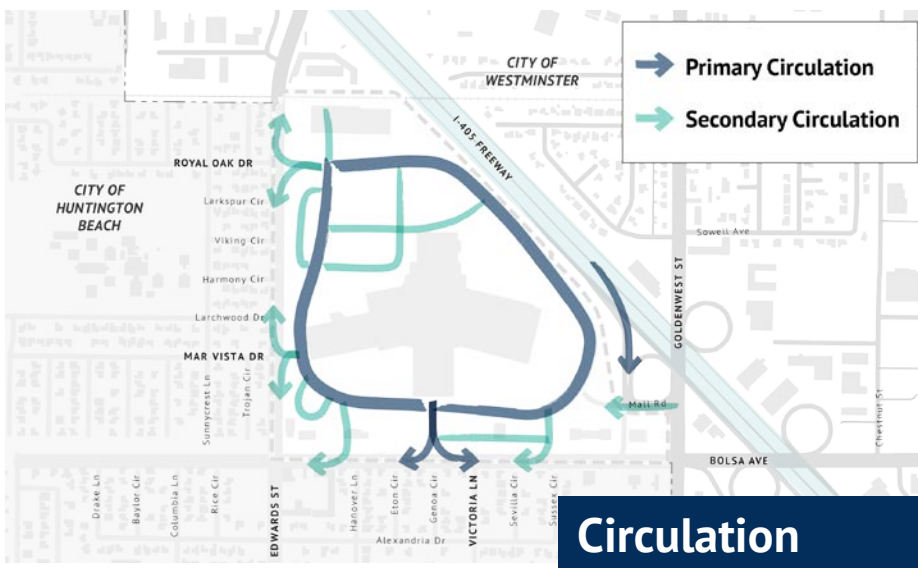 CITY OF
WESTMINSTER
Primary Circulation
Secondary Circulation
I-405 FREEWAY
ROYAL OAK DR
CITY OF
HUNTINGTON
BEACH
Larkspur Cir
Viking Cir
Harmony Cir
Larchwood Dr
MAR VISTA DR
Sunnycrest Ln
Trojan Cir
Sowell Ave
GOLDENWEST ST
Mall Rd
Chestnut St
BOLSA AVE
Drake Ln
Baylor Cir
Columbia Ln
Rice Cir
EDWARDS ST
Hanover Ln
Eton Cir
Genoa Cir
VICTORIA LN
Sevilla Cir
Sussex Cir
Alexandria Dr
Circulation